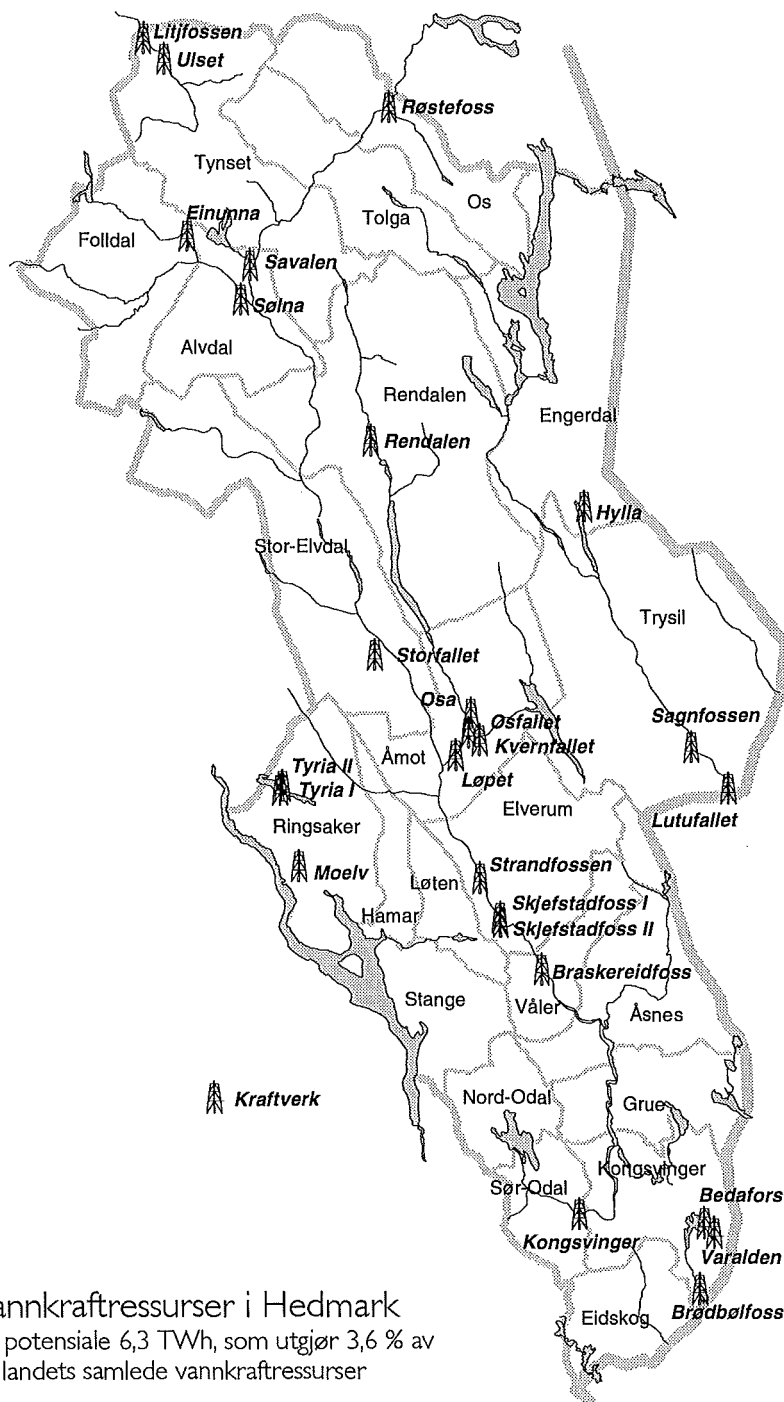 Litjfossen
Ulset
Røstefoss
Tynset
Os
Einunna
Tolga
Folldal
Savalen
Sølna
Alvdal
Rendalen
Engerdal
Rendalen
Hylla
Stor-Elvdal
Trysil
Storfallet
Osa
Øsfallet
Sagnfossen
Kvernfallet
Åmot
Tyria II
Løpet
Tyria I
Elverum
Lutufallet
Ringsaker
Moelv
Strandfossen
Løten
Skjefstadfoss I
Hamar
Skjefstadfoss II
Braskereidfoss
Stange
Våler
Åsnes
Kraftverk
Nord-Odal
Grue
Kongsvinger
Sør-Odal
Bedafors
Kongsvinger
Varalden
Brødbølfoss
Eidskog
annkraftressurser i Hedmark
potensiale 6,3 TWh, som utgjør 3,6 % av
landets samlede vannkraftressurser